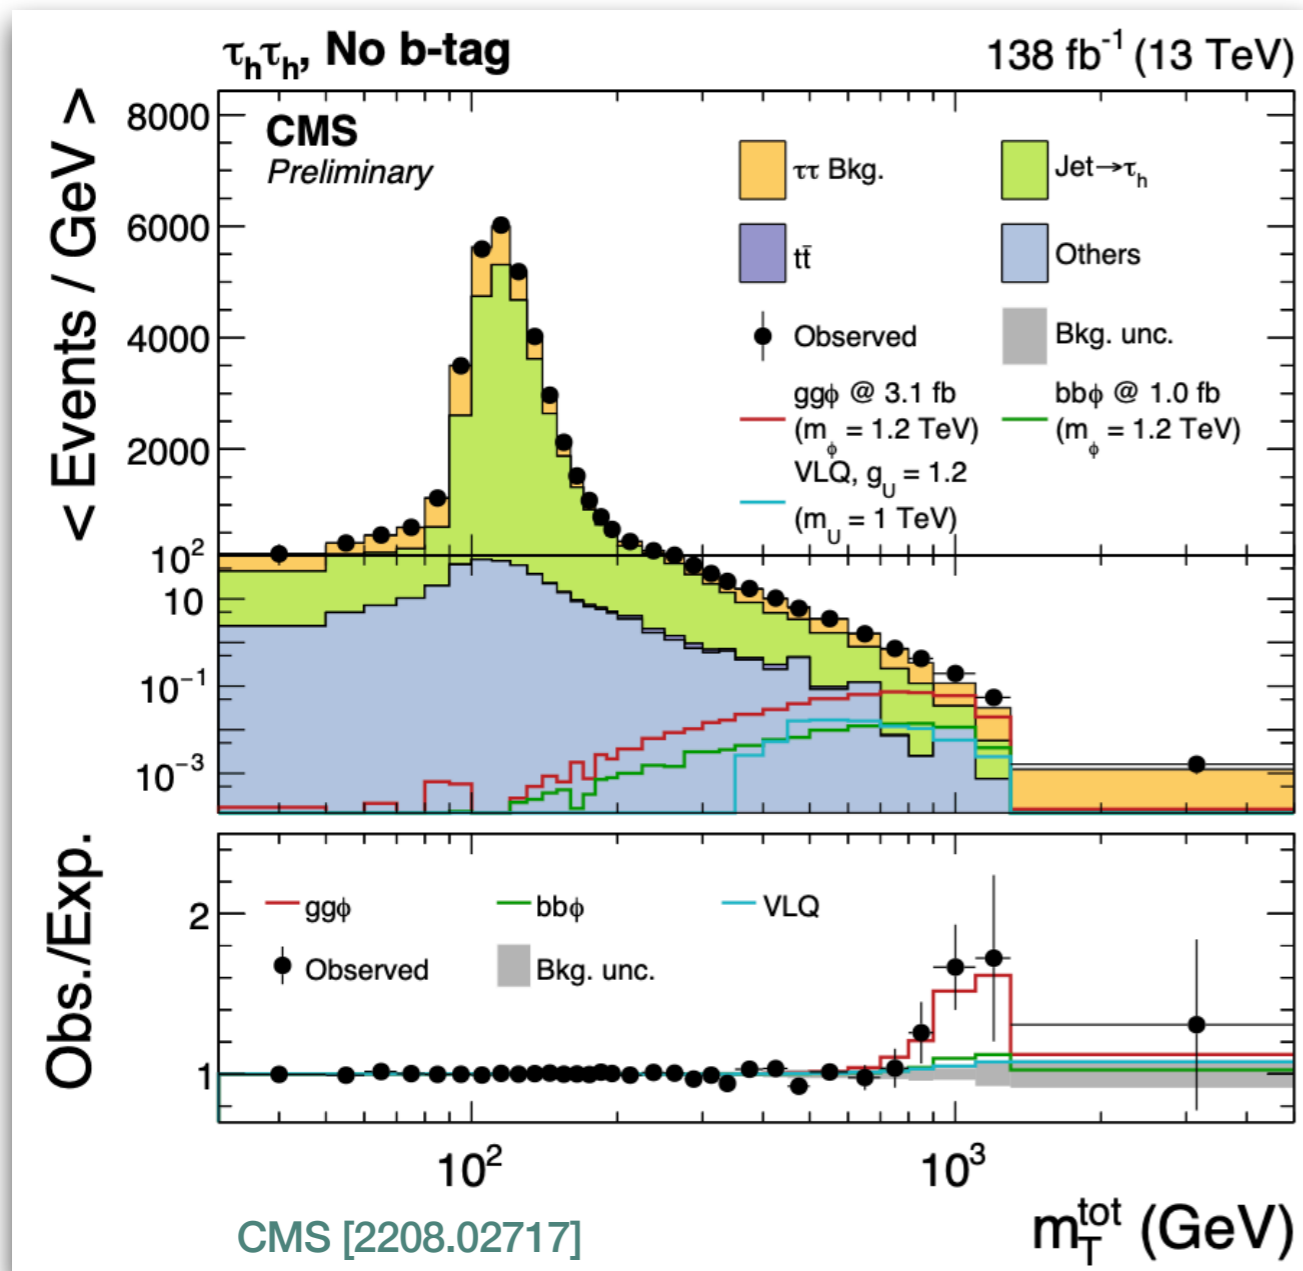 τhτh, No b-tag 138 fb⁻¹ (13 TeV)
CMS
Preliminary
< Events / GeV >
8000
6000
4000
2000
10²
10
10⁻¹
10⁻³
ττ Bkg. Jet→τh
tt̄ Others
Observed Bkg. unc.
ggϕ @ 3.1 fb bbϕ @ 1.0 fb
(mϕ = 1.2 TeV) (mϕ = 1.2 TeV)
VLQ, gU = 1.2
(mU = 1 TeV)
Obs./Exp.
2
1
ggϕ bbϕ VLQ
Observed Bkg. unc.
10² 10³
mTtot (GeV)
CMS [2208.02717]